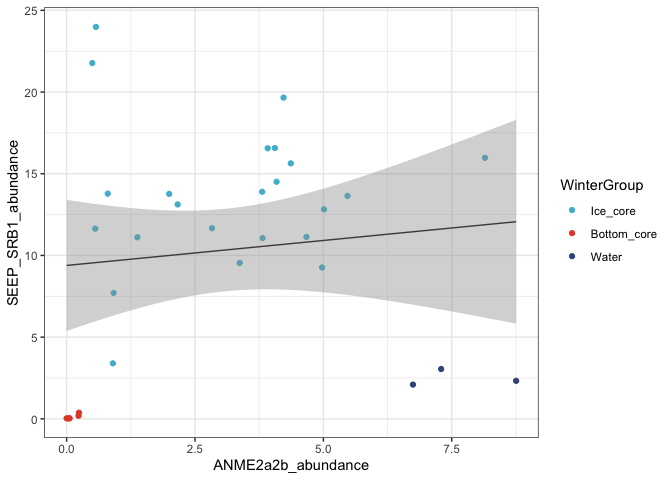 25
20
15
10
5
0
SEEP_SRB1_abundance
0.0 2.5 5.0 7.5
ANME2a2b_abundance
WinterGroup
Ice_core
Bottom_core
Water